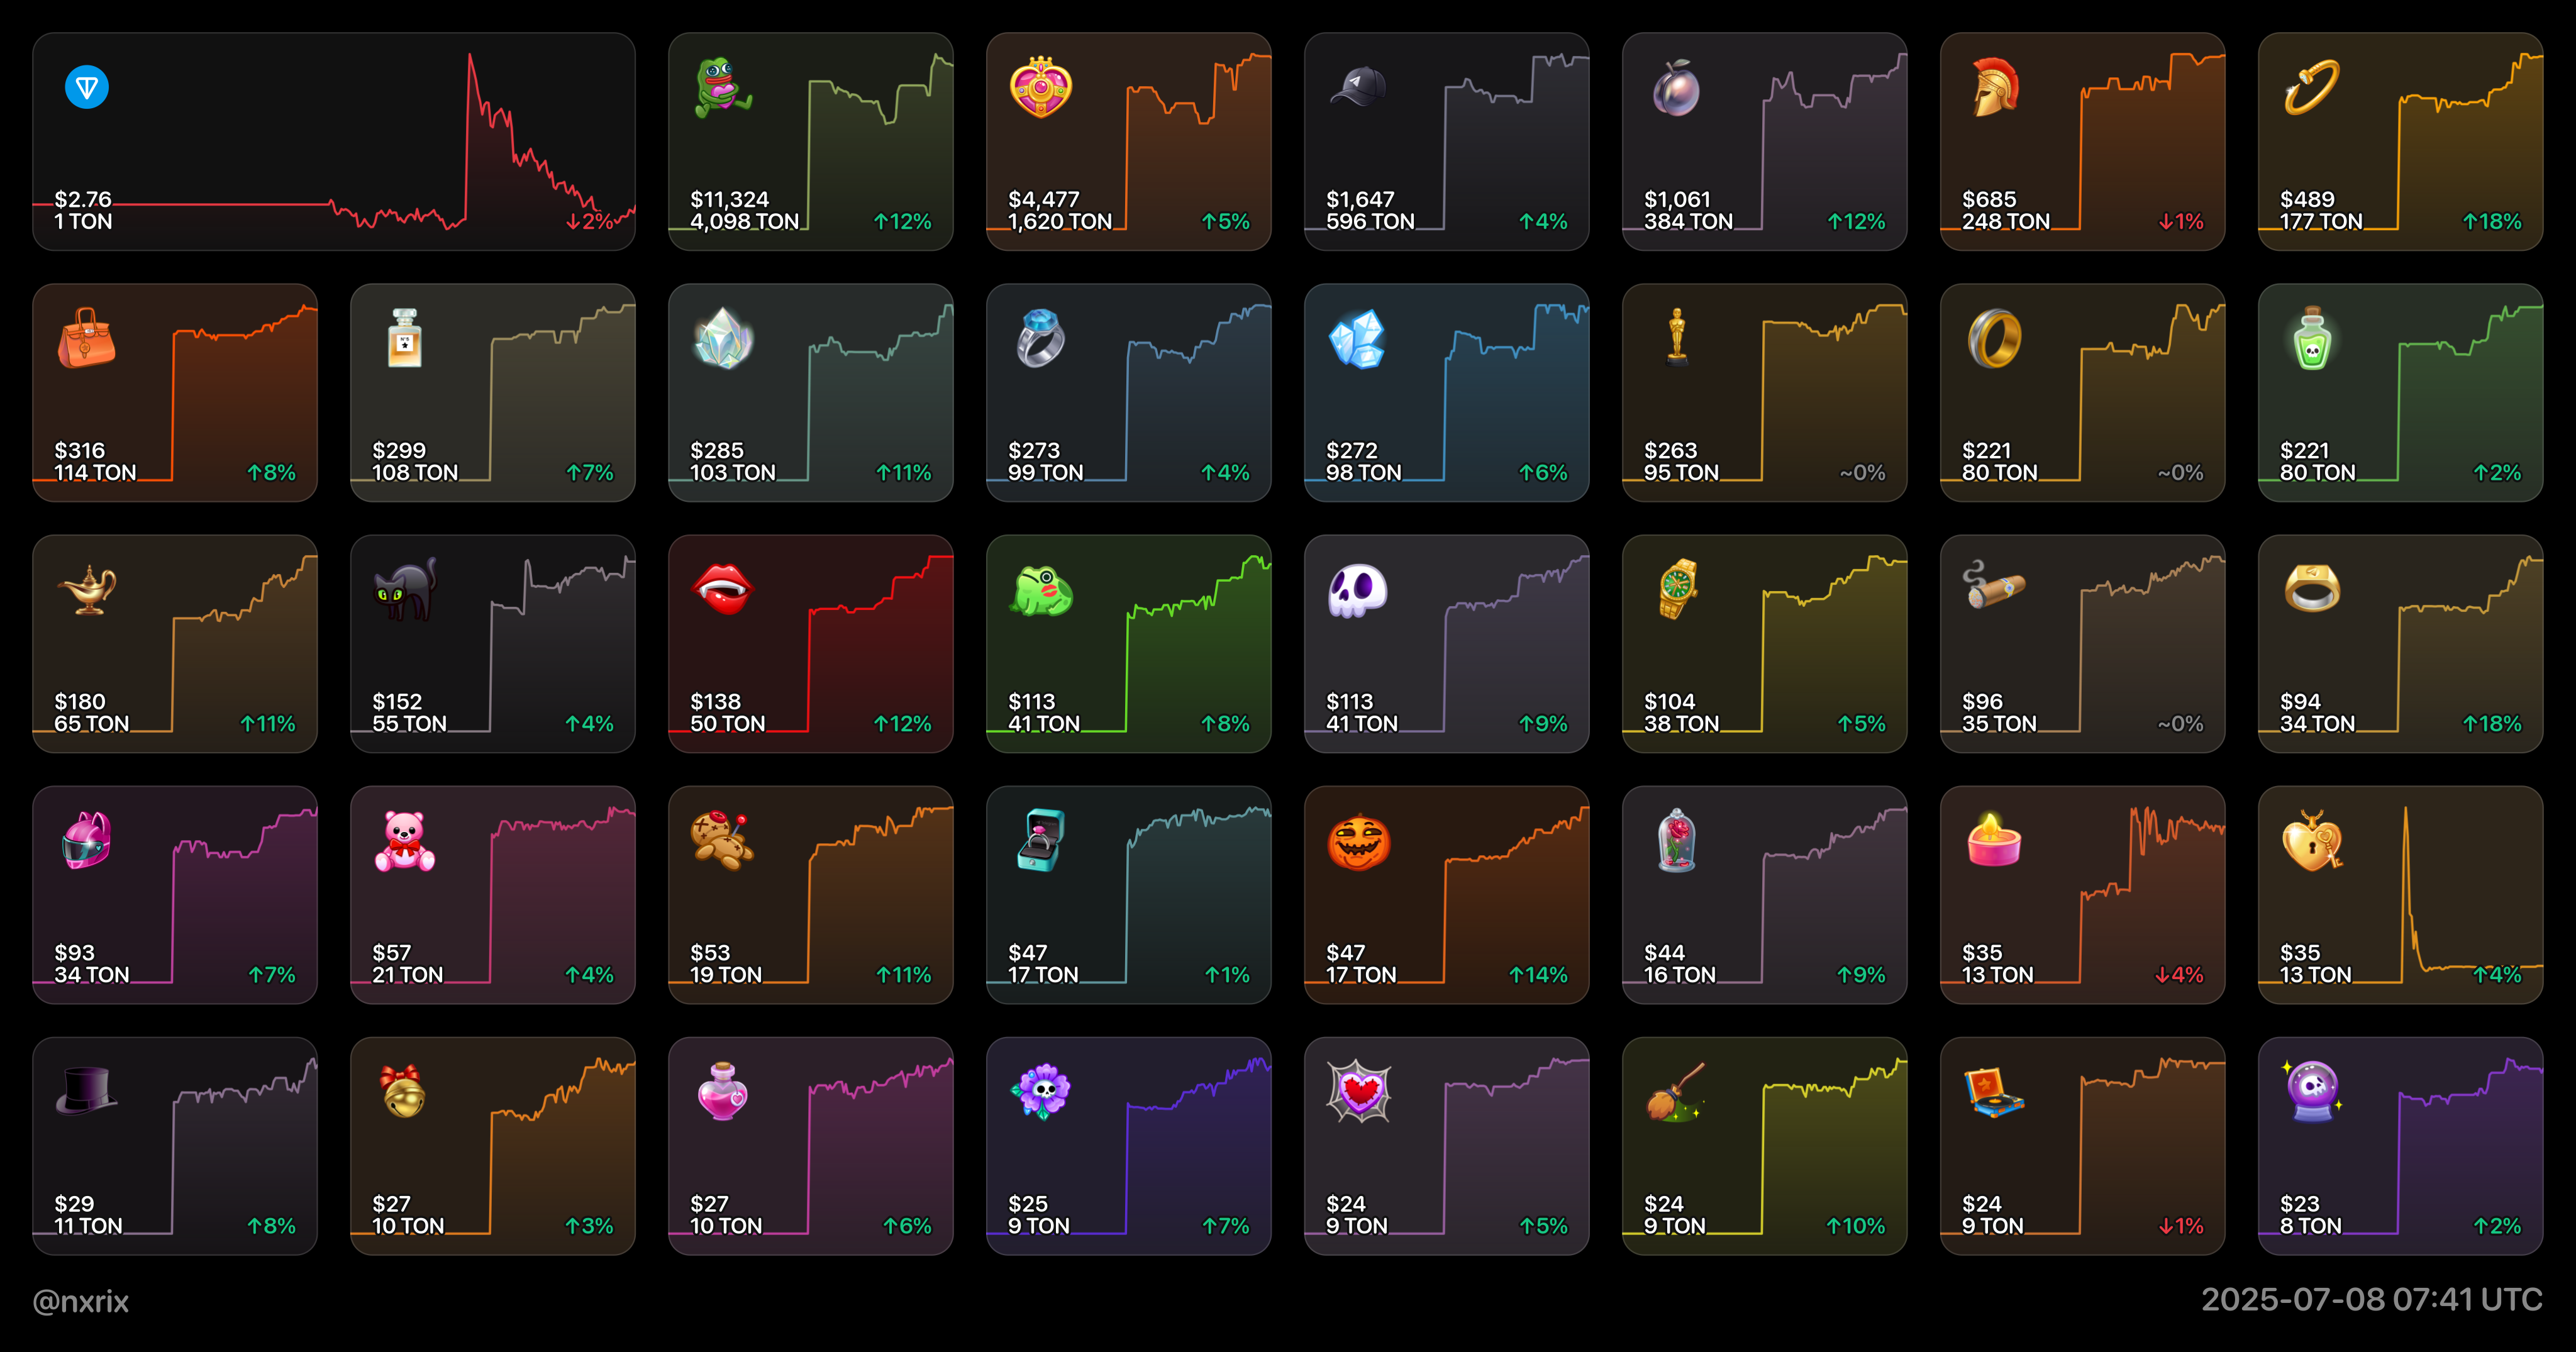 $2.76
1 TON
↓2%
$11,324
4,098 TON
↑12%
$4,477
1,620 TON
↑5%
$1,647
596 TON
↑4%
$1,061
384 TON
↑12%
$685
248 TON
↓1%
$489
177 TON
↑18%
$316
114 TON
↑8%
$299
108 TON
↑7%
$285
103 TON
↑11%
$273
99 TON
↑4%
$272
98 TON
↑6%
$263
95 TON
~0%
$221
80 TON
~0%
$221
80 TON
↑2%
$180
65 TON
↑11%
$152
55 TON
↑4%
$138
50 TON
↑12%
$113
41 TON
↑8%
$113
41 TON
↑9%
$104
38 TON
↑5%
$96
35 TON
~0%
$94
34 TON
↑18%
$93
34 TON
↑7%
$57
21 TON
↑4%
$53
19 TON
↑11%
$47
17 TON
↑1%
$47
17 TON
↑14%
$44
16 TON
↑9%
$35
13 TON
↓4%
$35
13 TON
↑4%
$29
11 TON
↑8%
$27
10 TON
↑3%
$27
10 TON
↑6%
$25
9 TON
↑7%
$24
9 TON
↑5%
$24
9 TON
↑10%
$24
9 TON
↓1%
$23
8 TON
↑2%
@nxrix
2025-07-08 07:41 UTC